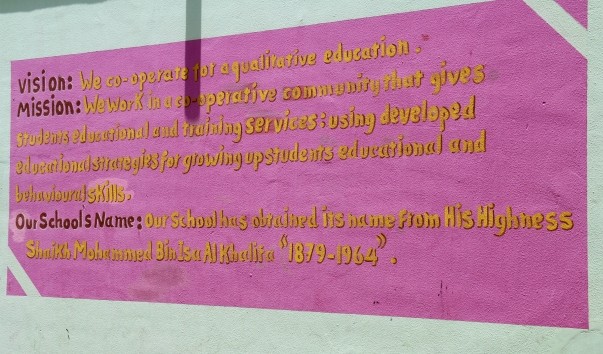 Vision: We co-operate for a qualitative education.
Mission: We Work in a co-operative community that gives
students educational and training services: using developed
educational strategies for growing up students educational and
behavioural skills.
Our School's Name: Our School has obtained its name From His Highness
Shaikh Mohammed Bin Isa Al Khalifa "1879-1964".